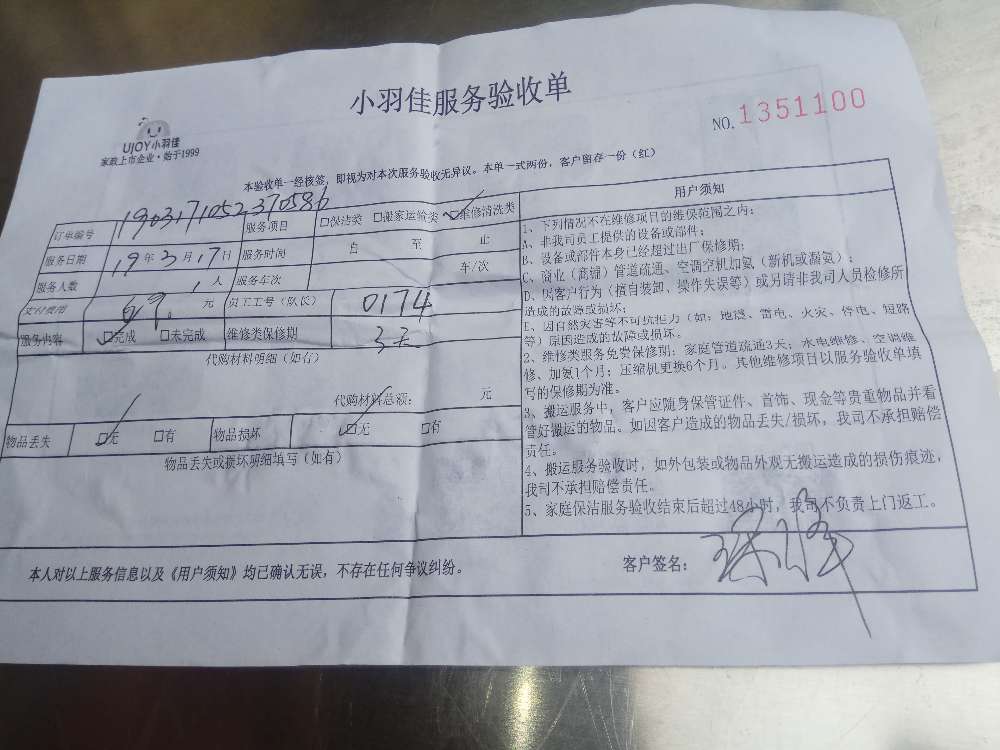 小羽佳服务验收单
NO.1351100
UJOY小羽佳
家政上市企业·始于1999
本验收单一经核签，即视为对本次服务验收无异议。本单一式两份，客户留存一份（红）
订单编号 190317105237 0586 服务项目 □保洁类 □搬家运输类 ☑维修清洗类
服务日期 19年3月17日 服务时间 自 至 止
服务人数 1人 服务车次 车/次
支付费用 69. 元 员工工号（队长） 0174
服务内容 ☑完成 □未完成 维修类保修期 3天
代购材料明细（如有）
代购材料总额： 元
物品丢失 ☑无 □有 物品损坏 ☑无 □有
物品丢失或损坏明细填写（如有）
用户须知
1、下列情况不在维修项目的维保范围之内：
A、非我司员工提供的设备或部件；
B、设备或部件本身已经超过出厂保修期；
C、商业（商铺）管道疏通、空调空机加氨（新机或漏氨）；
D、因客户行为（擅自装卸、操作失误等）或另请非我司人员检修所
造成的故障或损坏；
E、因自然灾害等不可抗拒力（如：地震、雷电、火灾、停电、短路
等）原因造成的故障或损坏。
2、维修类服务免费保修期：家庭管道疏通3天；水电维修、空调维
修、加氨1个月；压缩机更换6个月。其他维修项目以服务验收单填
写的保修期为准。
3、搬运服务中，客户应随身保管证件、首饰、现金等贵重物品并看
管好搬运的物品。如因客户造成的物品丢失/损坏，我司不承担赔偿
责任。
4、搬运服务验收时，如外包装或物品外观无搬运造成的损伤痕迹，
我司不承担赔偿责任。
5、家庭保洁服务验收结束后超过48小时，我司不负责上门返工。
本人对以上服务信息以及《用户须知》均已确认无误，不存在任何争议纠纷。
客户签名：